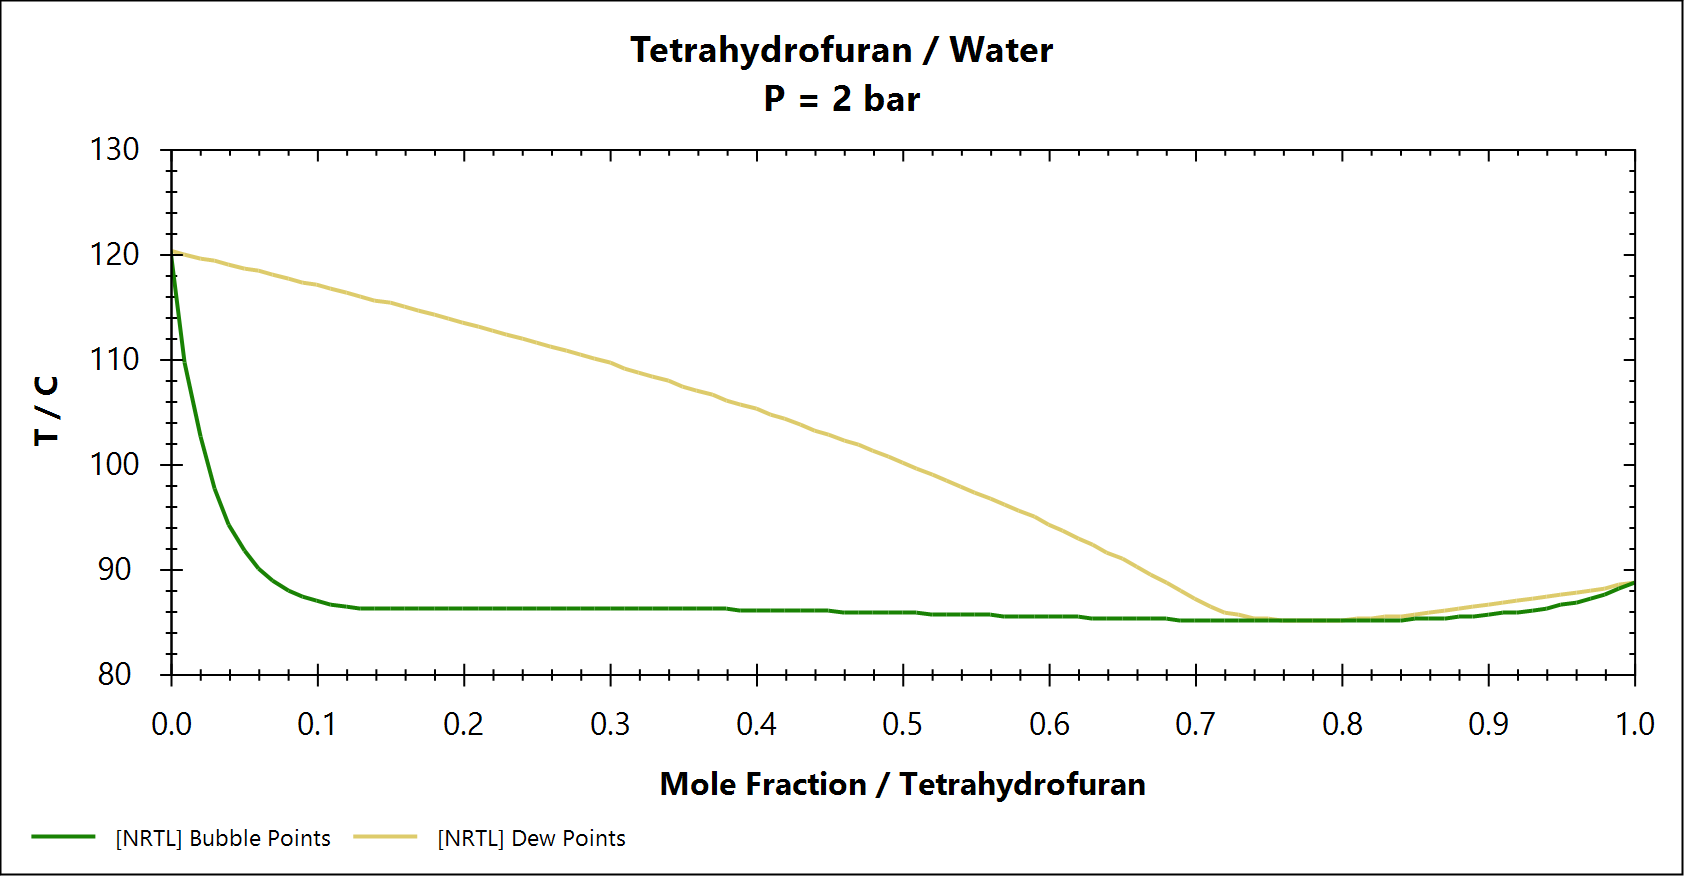 Tetrahydrofuran / Water
P = 2 bar
130
120
110
100
90
80
T / C
0.0 0.1 0.2 0.3 0.4 0.5 0.6 0.7 0.8 0.9 1.0
Mole Fraction / Tetrahydrofuran
[NRTL] Bubble Points [NRTL] Dew Points